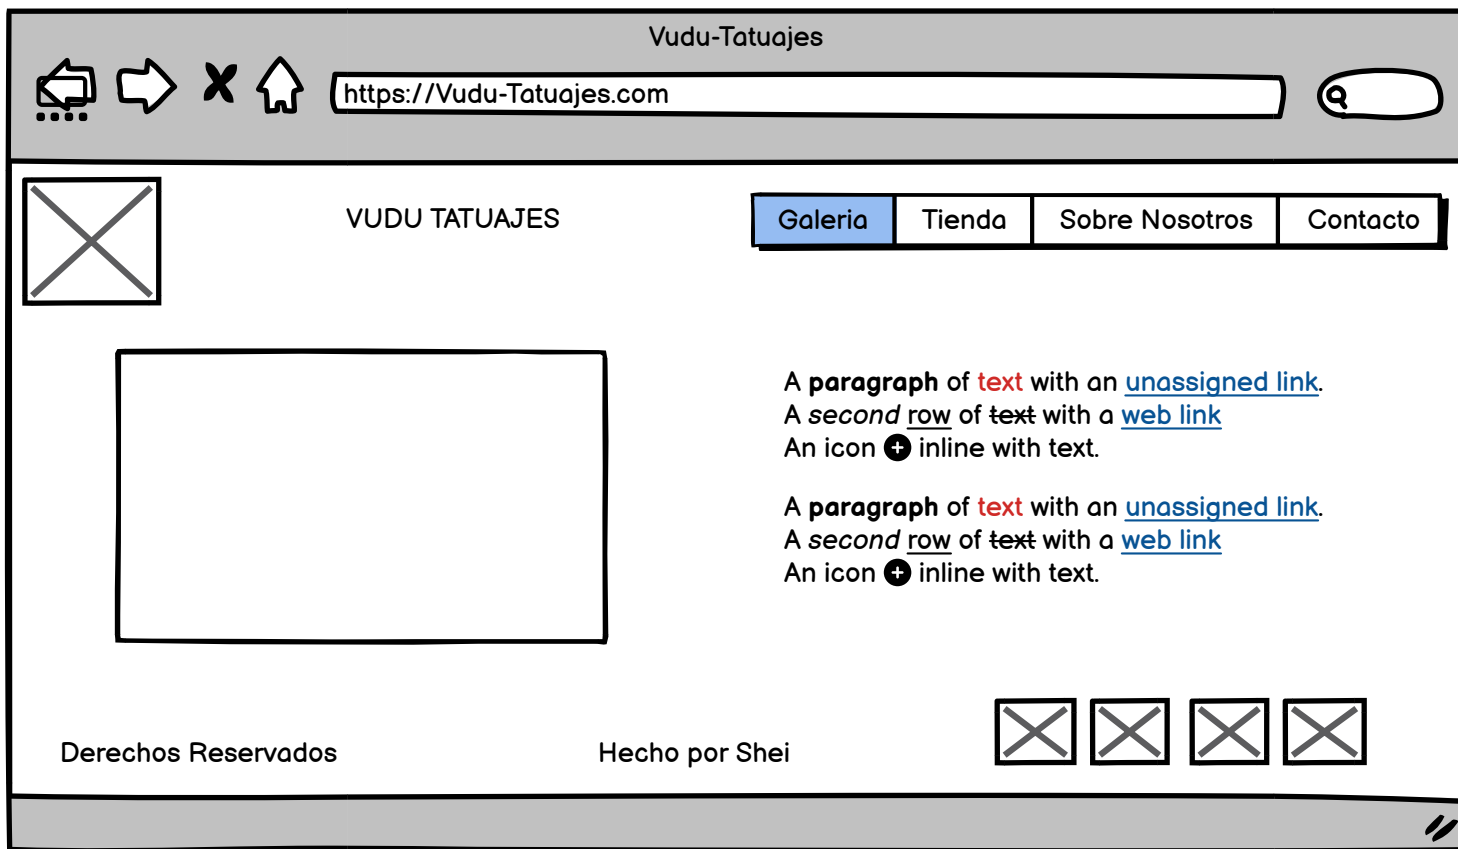 Vudu-Tatuajes
https://Vudu-Tatuajes.com
VUDU TATUAJES
Galeria
Tienda
Sobre Nosotros
Contacto
A paragraph of text with an unassigned link.
A second row of text with a web link
An icon + inline with text.
A paragraph of text with an unassigned link.
A second row of text with a web link
An icon + inline with text.
Derechos Reservados
Hecho por Shei